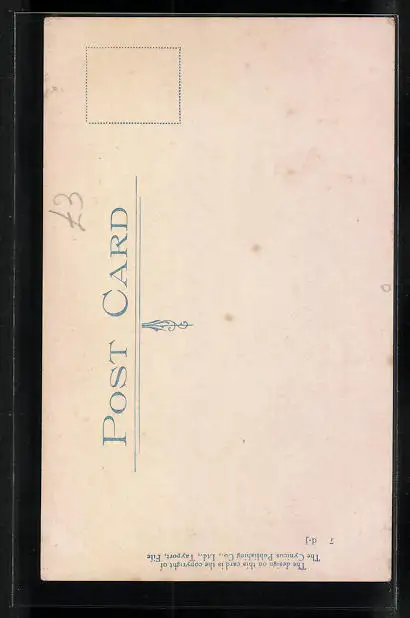 POST CARD
£3
The design on this card is the copyright of
The Cynicus Publishing Co., Ltd., Tayport, Fife